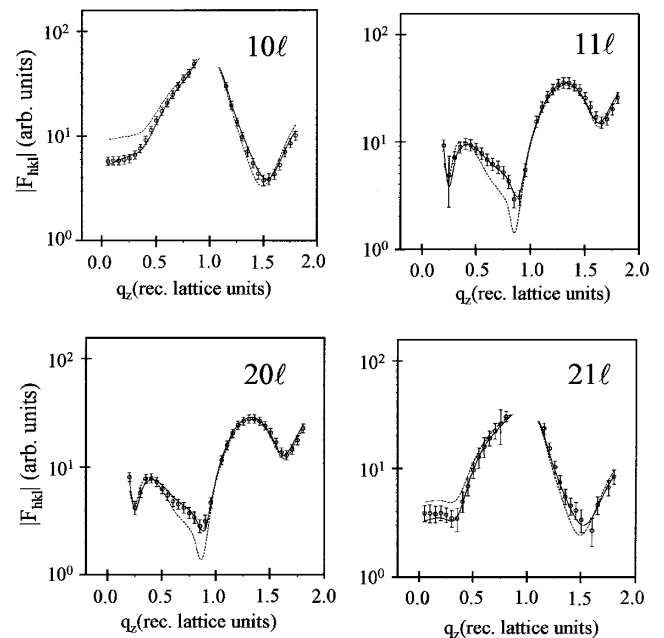 10ℓ
|F_hkl| (arb. units)
10²
10¹
10⁰
0.0 0.5 1.0 1.5 2.0
q_z(rec. lattice units)
11ℓ
10²
10¹
10⁰
0.0 0.5 1.0 1.5 2.0
q_z(rec. lattice units)
20ℓ
|F_hkl| (arb. units)
10²
10¹
10⁰
0.0 0.5 1.0 1.5 2.0
q_z(rec. lattice units)
21ℓ
10²
10¹
10⁰
0.0 0.5 1.0 1.5 2.0
q_z(rec. lattice units)